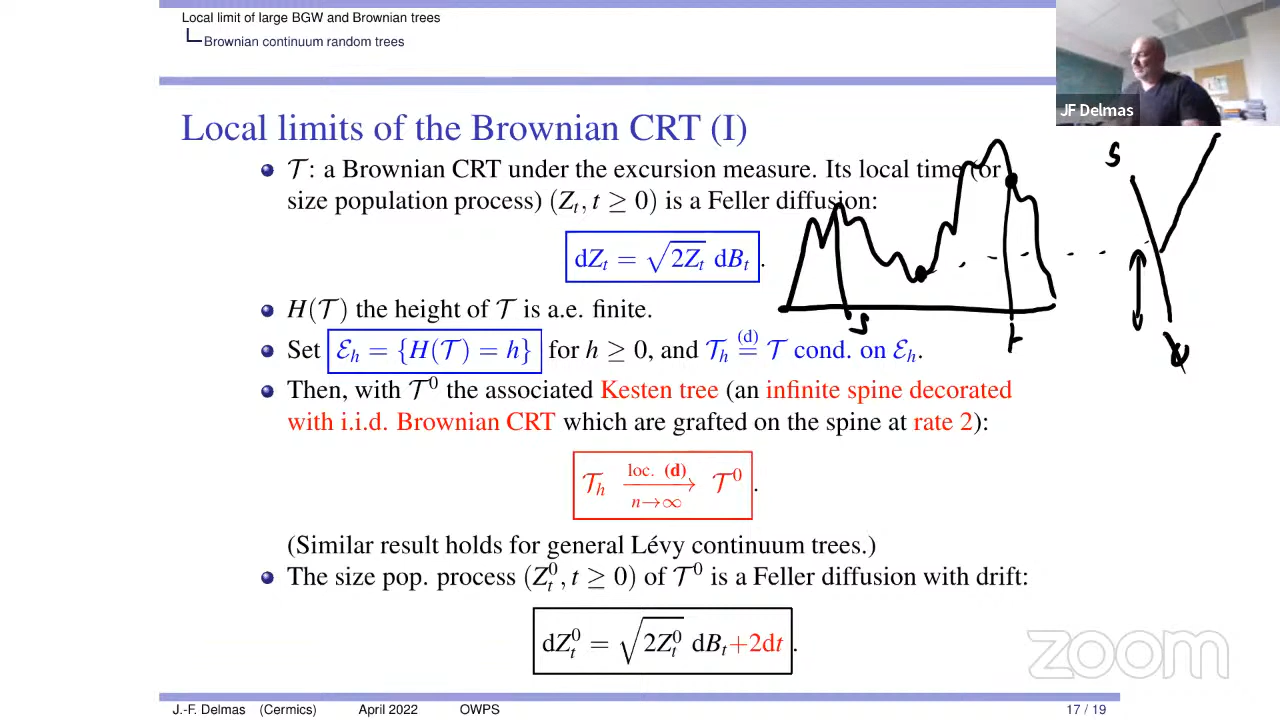 Local limit of large BGW and Brownian trees
Brownian continuum random trees
JF Delmas
Local limits of the Brownian CRT (I)
𝒯 : a Brownian CRT under the excursion measure. Its local time (or
size population process) (Z_t, t ≥ 0) is a Feller diffusion:
dZ_t = √(2Z_t) dB_t .
H(𝒯) the height of 𝒯 is a.e. finite.
Set ℰ_h = {H(𝒯) = h} for h ≥ 0, and 𝒯_h (d)= 𝒯 cond. on ℰ_h.
Then, with 𝒯^0 the associated Kesten tree (an infinite spine decorated
with i.i.d. Brownian CRT which are grafted on the spine at rate 2):
𝒯_h loc. (d) ⟶ n→∞ 𝒯^0 .
(Similar result holds for general Lévy continuum trees.)
The size pop. process (Z_t^0, t ≥ 0) of 𝒯^0 is a Feller diffusion with drift:
dZ_t^0 = √(2Z_t^0) dB_t+2dt .
s
s
t
zoom
J.-F. Delmas (Cermics) April 2022 OWPS 17 / 19